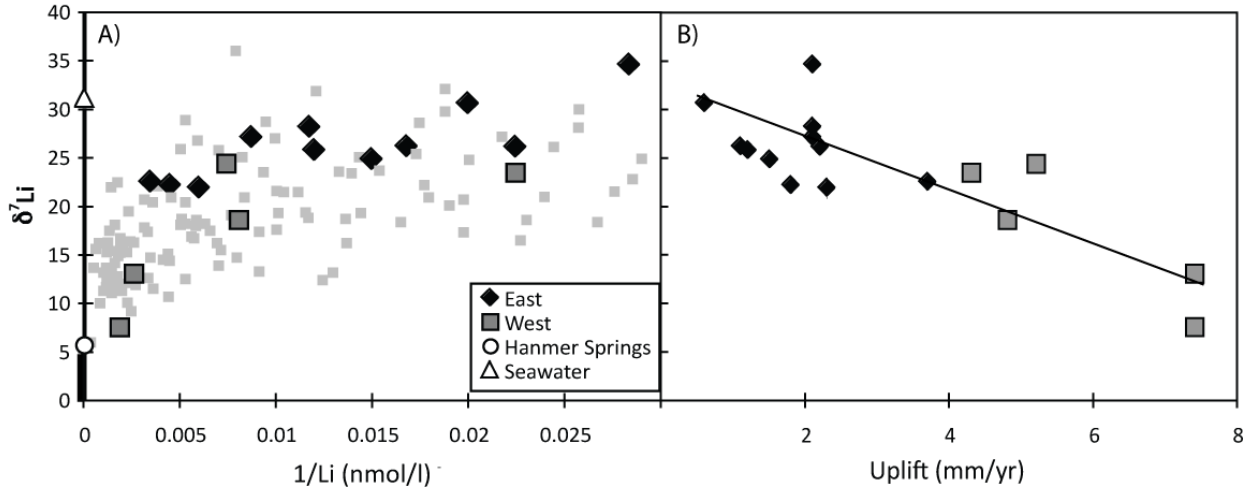 A)
B)
40
35
30
25
20
15
10
5
0
δ⁷Li
East
West
Hanmer Springs
Seawater
0 0.005 0.01 0.015 0.02 0.025
2 4 6 8
1/Li (nmol/l)
Uplift (mm/yr)